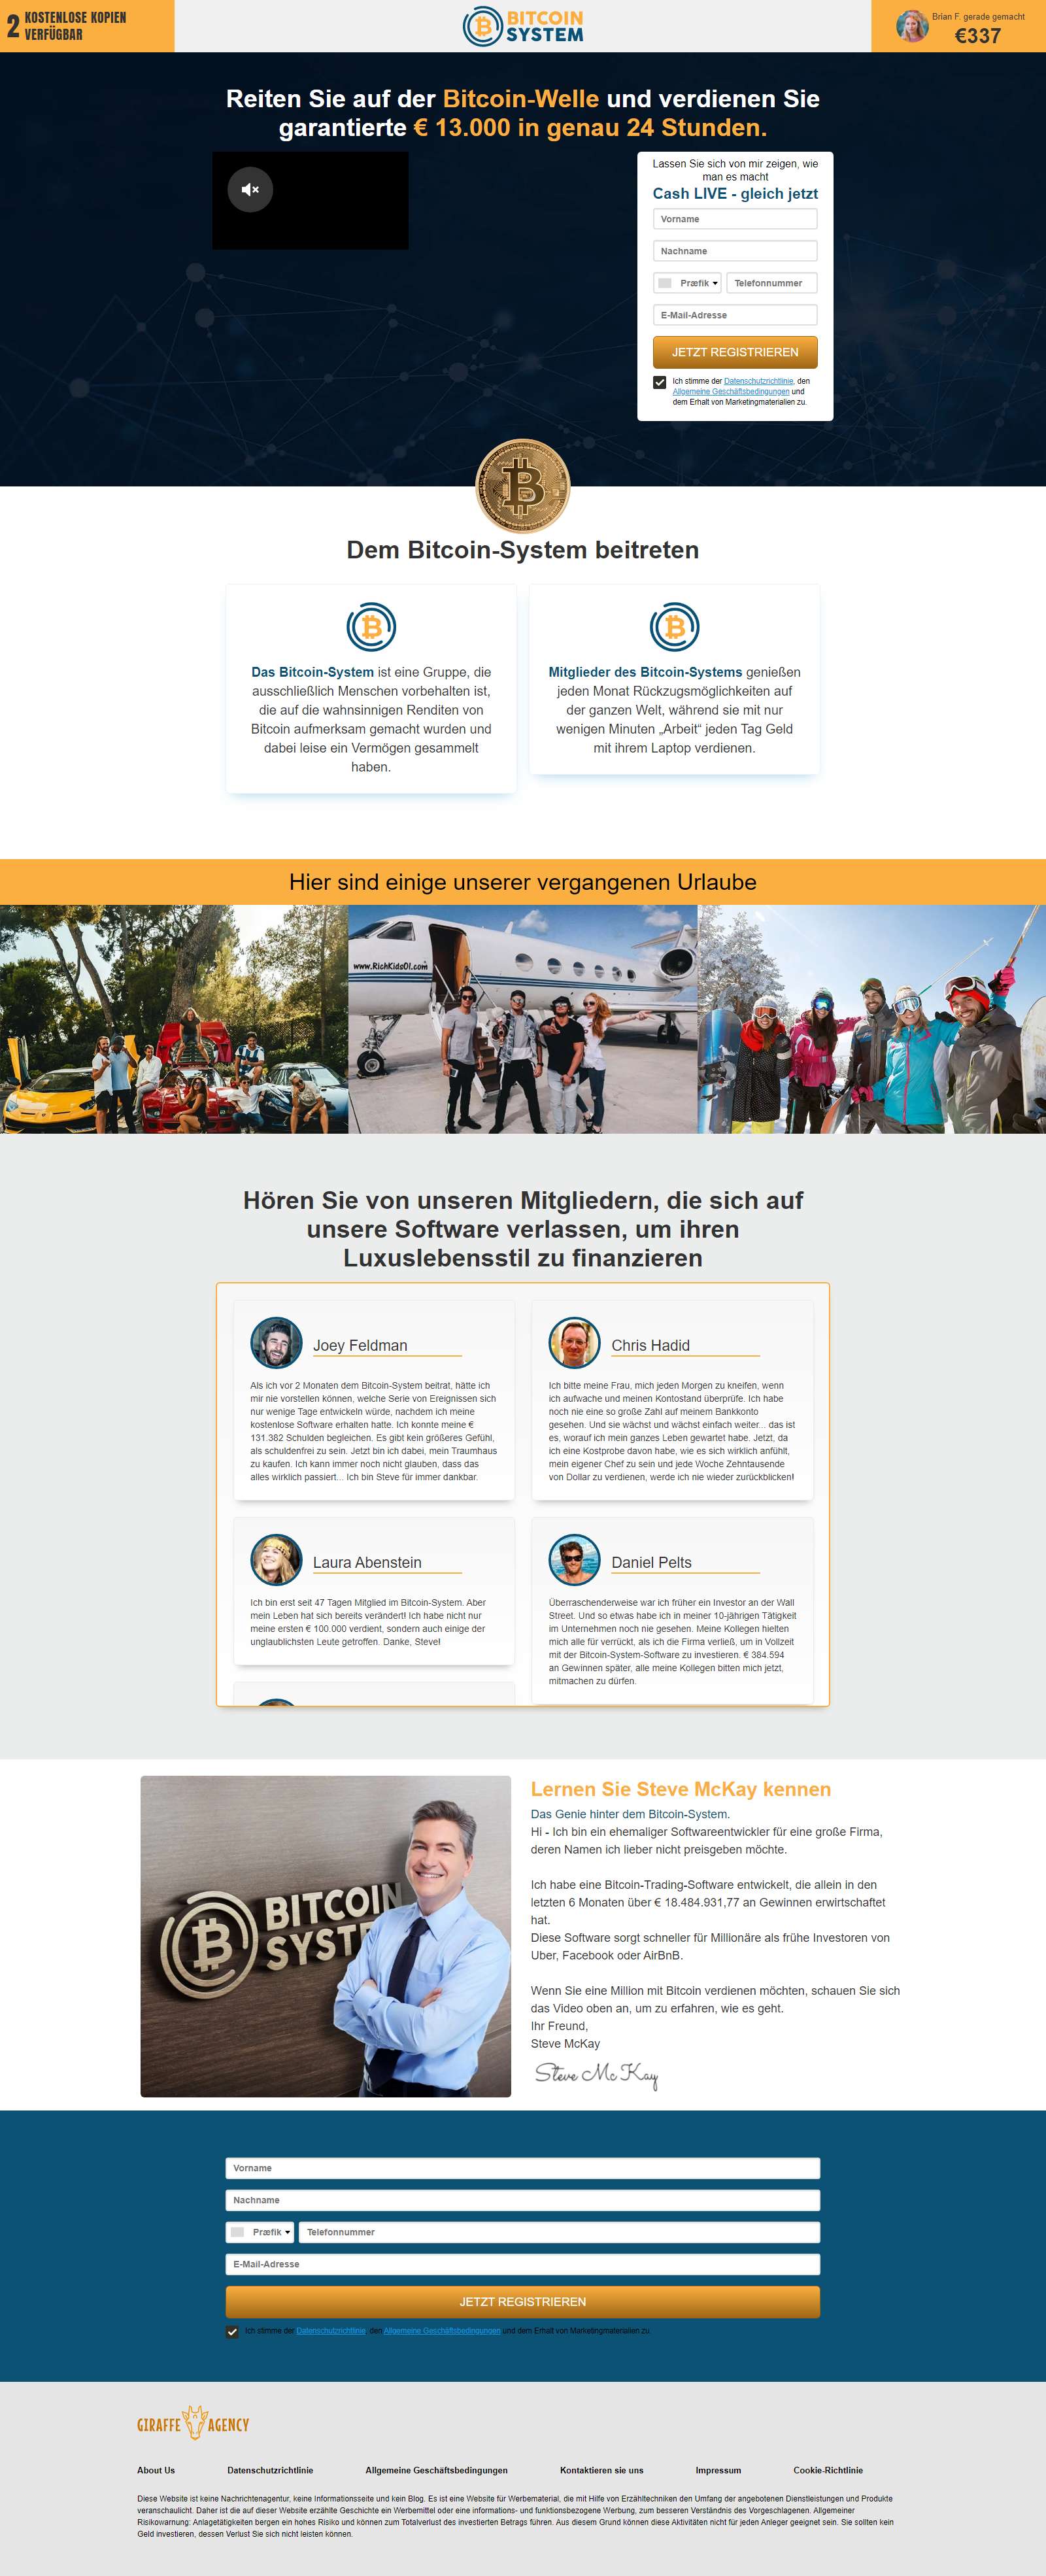 2 KOSTENLOSE KOPIEN
VERFÜGBAR
BITCOIN
SYSTEM
Brian F. gerade gemacht
€337
Reiten Sie auf der Bitcoin-Welle und verdienen Sie
garantierte € 13.000 in genau 24 Stunden.
Lassen Sie sich von mir zeigen, wie
man es macht
Cash LIVE - gleich jetzt
Vorname
Nachname
Præfik Telefonnummer
E-Mail-Adresse
JETZT REGISTRIEREN
Ich stimme der Datenschutzrichtlinie, den
Allgemeine Geschäftsbedingungen und
dem Erhalt von Marketingmaterialien zu.
Dem Bitcoin-System beitreten
Das Bitcoin-System ist eine Gruppe, die
ausschließlich Menschen vorbehalten ist,
die auf die wahnsinnigen Renditen von
Bitcoin aufmerksam gemacht wurden und
dabei leise ein Vermögen gesammelt
haben.
Mitglieder des Bitcoin-Systems genießen
jeden Monat Rückzugsmöglichkeiten auf
der ganzen Welt, während sie mit nur
wenigen Minuten „Arbeit“ jeden Tag Geld
mit ihrem Laptop verdienen.
Hier sind einige unserer vergangenen Urlaube
www.RichKidsOf.com
Hören Sie von unseren Mitgliedern, die sich auf
unsere Software verlassen, um ihren
Luxuslebensstil zu finanzieren
Joey Feldman
Als ich vor 2 Monaten dem Bitcoin-System beitrat, hätte ich
mir nie vorstellen können, welche Serie von Ereignissen sich
nur wenige Tage entwickeln würde, nachdem ich meine
kostenlose Software erhalten hatte. Ich konnte meine €
131.382 Schulden begleichen. Es gibt kein größeres Gefühl,
als schuldenfrei zu sein. Jetzt bin ich dabei, mein Traumhaus
zu kaufen. Ich kann immer noch nicht glauben, dass das
alles wirklich passiert... Ich bin Steve für immer dankbar.
Chris Hadid
Ich bitte meine Frau, mich jeden Morgen zu kneifen, wenn
ich aufwache und meinen Kontostand überprüfe. Ich habe
noch nie eine so große Zahl auf meinem Bankkonto
gesehen. Und sie wächst und wächst einfach weiter... das ist
es, worauf ich mein ganzes Leben gewartet habe. Jetzt, da
ich eine Kostprobe davon habe, wie es sich wirklich anfühlt,
mein eigener Chef zu sein und jede Woche Zehntausende
von Dollar zu verdienen, werde ich nie wieder zurückblicken!
Laura Abenstein
Ich bin erst seit 47 Tagen Mitglied im Bitcoin-System. Aber
mein Leben hat sich bereits verändert! Ich habe nicht nur
meine ersten € 100.000 verdient, sondern auch einige der
unglaublichsten Leute getroffen. Danke, Steve!
Daniel Pelts
Überraschenderweise war ich früher ein Investor an der Wall
Street. Und so etwas habe ich in meiner 10-jährigen Tätigkeit
im Unternehmen noch nie gesehen. Meine Kollegen hielten
mich alle für verrückt, als ich die Firma verließ, um in Vollzeit
mit der Bitcoin-System-Software zu investieren. € 384.594
an Gewinnen später, alle meine Kollegen bitten mich jetzt,
mitmachen zu dürfen.
BITCOIN
SYST
Lernen Sie Steve McKay kennen
Das Genie hinter dem Bitcoin-System.
Hi - Ich bin ein ehemaliger Softwareentwickler für eine große Firma,
deren Namen ich lieber nicht preisgeben möchte.
Ich habe eine Bitcoin-Trading-Software entwickelt, die allein in den
letzten 6 Monaten über € 18.484.931,77 an Gewinnen erwirtschaftet
hat.
Diese Software sorgt schneller für Millionäre als frühe Investoren von
Uber, Facebook oder AirBnB.
Wenn Sie eine Million mit Bitcoin verdienen möchten, schauen Sie sich
das Video oben an, um zu erfahren, wie es geht.
Ihr Freund,
Steve McKay
Steve McKay
Vorname
Nachname
Præfik Telefonnummer
E-Mail-Adresse
JETZT REGISTRIEREN
Ich stimme der Datenschutzrichtlinie, den Allgemeine Geschäftsbedingungen und dem Erhalt von Marketingmaterialien zu.
GIRAFFE AGENCY
About Us Datenschutzrichtlinie Allgemeine Geschäftsbedingungen Kontaktieren sie uns Impressum Cookie-Richtlinie
Diese Website ist keine Nachrichtenagentur, keine Informationsseite und kein Blog. Es ist eine Website für Werbematerial, die mit Hilfe von Erzähltechniken den Umfang der angebotenen Dienstleistungen und Produkte
veranschaulicht. Daher ist die auf dieser Website erzählte Geschichte ein Werbemittel oder eine informations- und funktionsbezogene Werbung, zum besseren Verständnis des Vorgeschlagenen. Allgemeiner
Risikowarnung: Anlagetätigkeiten bergen ein hohes Risiko und können zum Totalverlust des investierten Betrags führen. Aus diesem Grund können diese Aktivitäten nicht für jeden Anleger geeignet sein. Sie sollten kein
Geld investieren, dessen Verlust Sie sich nicht leisten können.